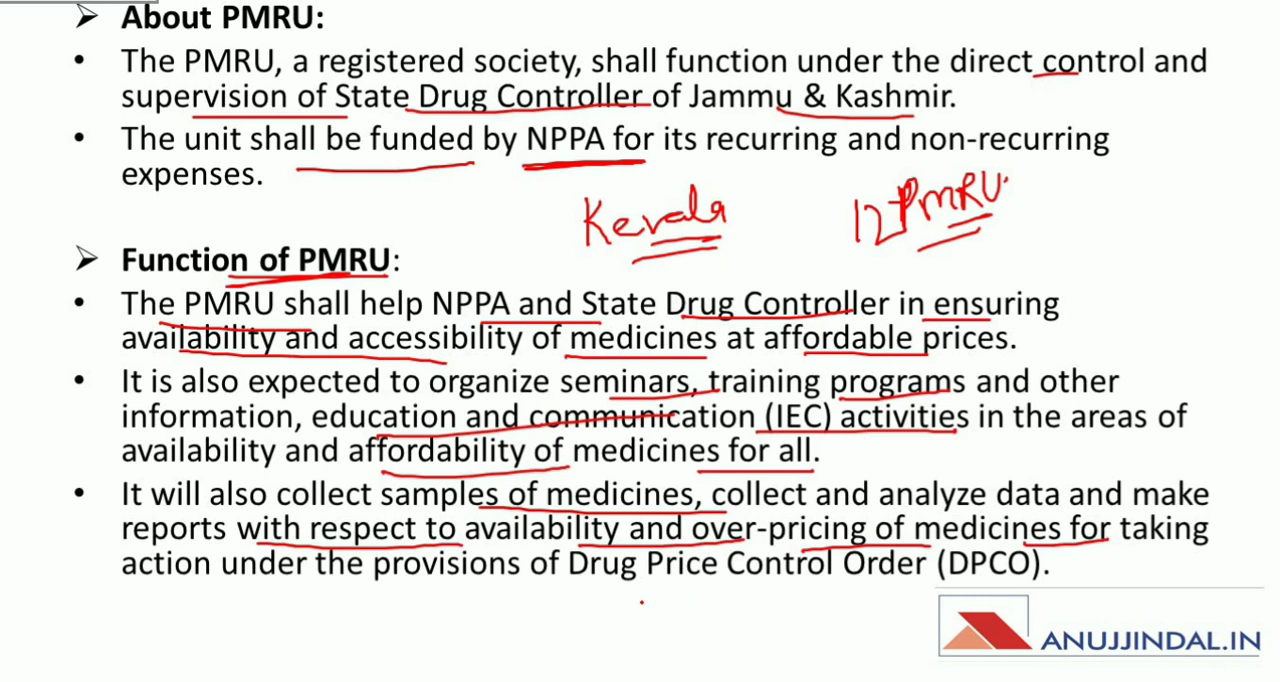 ➢ About PMRU:
• The PMRU, a registered society, shall function under the direct control and
supervision of State Drug Controller of Jammu & Kashmir.
• The unit shall be funded by NPPA for its recurring and non-recurring
expenses.
Kerala 12 PMRU
➢ Function of PMRU:
• The PMRU shall help NPPA and State Drug Controller in ensuring
availability and accessibility of medicines at affordable prices.
• It is also expected to organize seminars, training programs and other
information, education and communication (IEC) activities in the areas of
availability and affordability of medicines for all.
• It will also collect samples of medicines, collect and analyze data and make
reports with respect to availability and over-pricing of medicines for taking
action under the provisions of Drug Price Control Order (DPCO).
ANUJJINDAL.IN